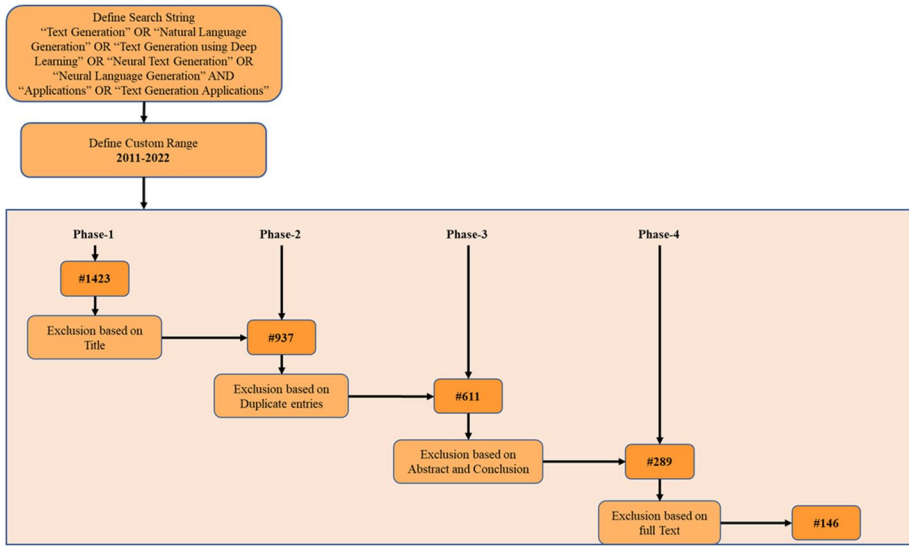 Define Search String
“Text Generation” OR “Natural Language
Generation” OR “Text Generation using Deep
Learning” OR “Neural Text Generation” OR
“Neural Language Generation” AND
“Applications” OR “Text Generation Applications”
Define Custom Range
2011-2022
Phase-1
Phase-2
Phase-3
Phase-4
#1423
Exclusion based on
Title
#937
Exclusion based on
Duplicate entries
#611
Exclusion based on
Abstract and Conclusion
#289
Exclusion based on
full Text
#146